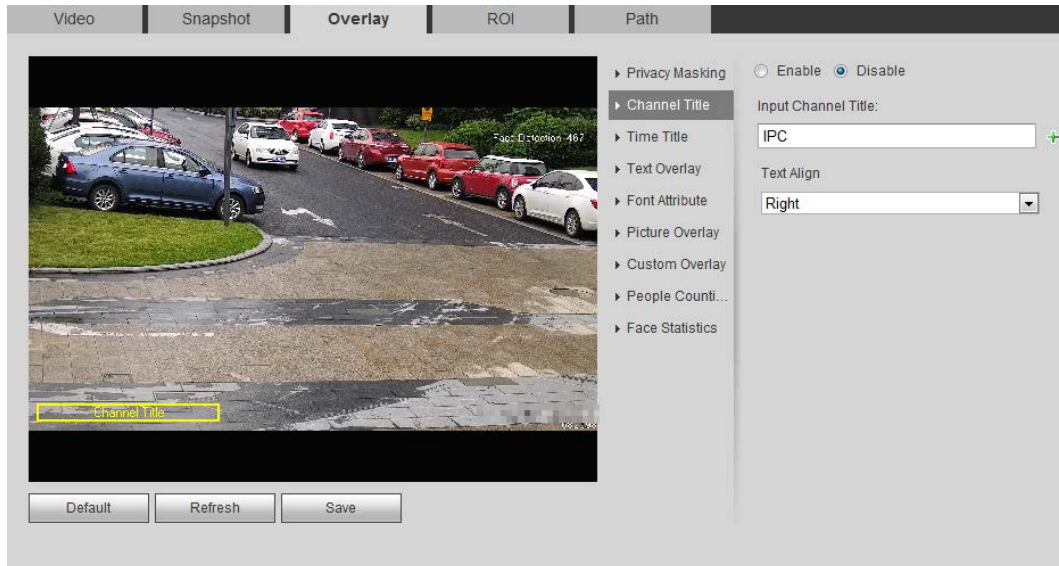 Video Snapshot Overlay ROI Path
Privacy Masking
Channel Title
Time Title
Text Overlay
Font Attribute
Picture Overlay
Custom Overlay
People Counti...
Face Statistics
Enable Disable
Input Channel Title:
IPC
Text Align
Right
Face Detection 467
Channel Title
Default Refresh Save